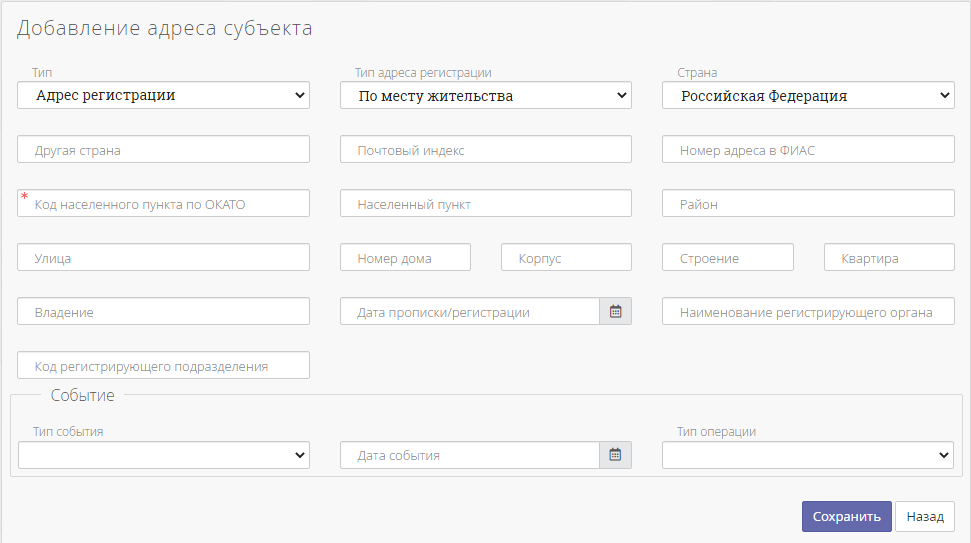 Добавление адреса субъекта
Тип Тип адреса регистрации Страна
Адрес регистрации По месту жительства Российская Федерация
Другая страна Почтовый индекс Номер адреса в ФИАС
* Код населенного пункта по ОКАТО Населенный пункт Район
Улица Номер дома Корпус Строение Квартира
Владение Дата прописки/регистрации Наименование регистрирующего органа
Код регистрирующего подразделения
Событие
Тип события Тип операции
Дата события
Сохранить Назад